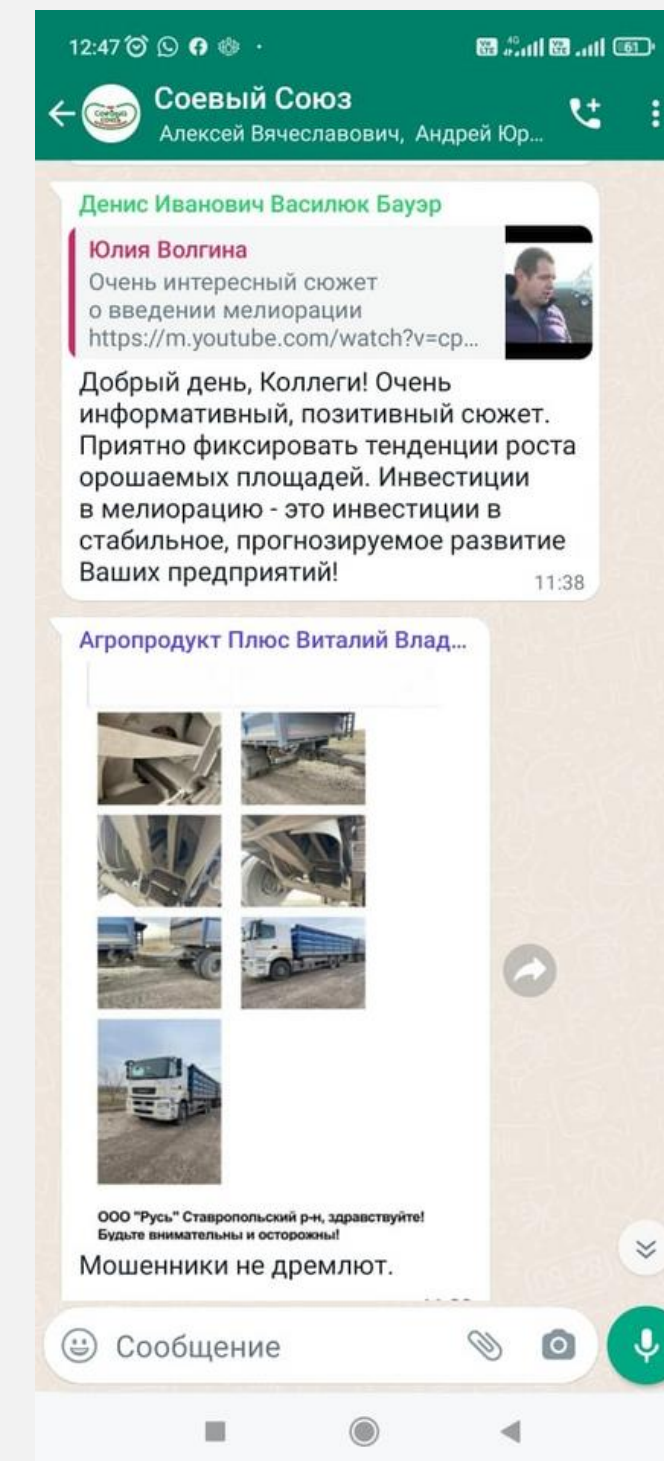 12:47
4G
61
Соевый Союз
Алексей Вячеславович, Андрей Юр...
Денис Иванович Василюк Бауэр
Юлия Волгина
Очень интересный сюжет
о введении мелиорации
https://m.youtube.com/watch?v=cp...
Добрый день, Коллеги! Очень
информативный, позитивный сюжет.
Приятно фиксировать тенденции роста
орошаемых площадей. Инвестиции
в мелиорацию - это инвестиции в
стабильное, прогнозируемое развитие
Ваших предприятий!
11:38
Агропродукт Плюс Виталий Влад...
ООО "Русь" Ставропольский р-н, здравствуйте!
Будьте внимательны и осторожны!
Мошенники не дремлют.
Сообщение